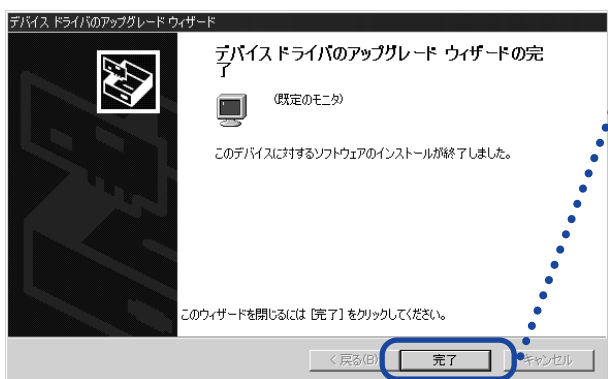 デバイス ドライバのアップグレード ウィザード
デバイス ドライバのアップグレード ウィザードの完
了
(既定のモニタ)
このデバイスに対するソフトウェアのインストールが終了しました。
このウィザードを閉じるには [完了] をクリックしてください。
< 戻る(B)
完了
キャンセル